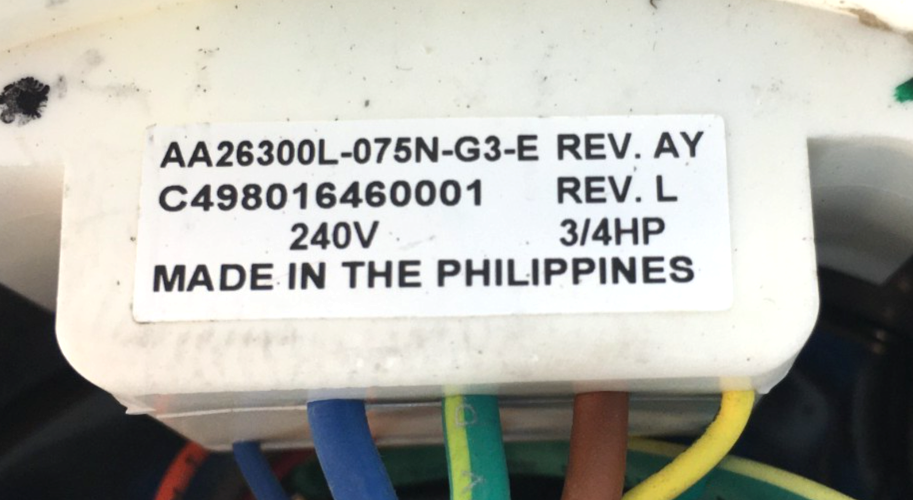 AA26300L-075N-G3-E REV. AY
C498016460001 REV. L
240V 3/4HP
MADE IN THE PHILIPPINES